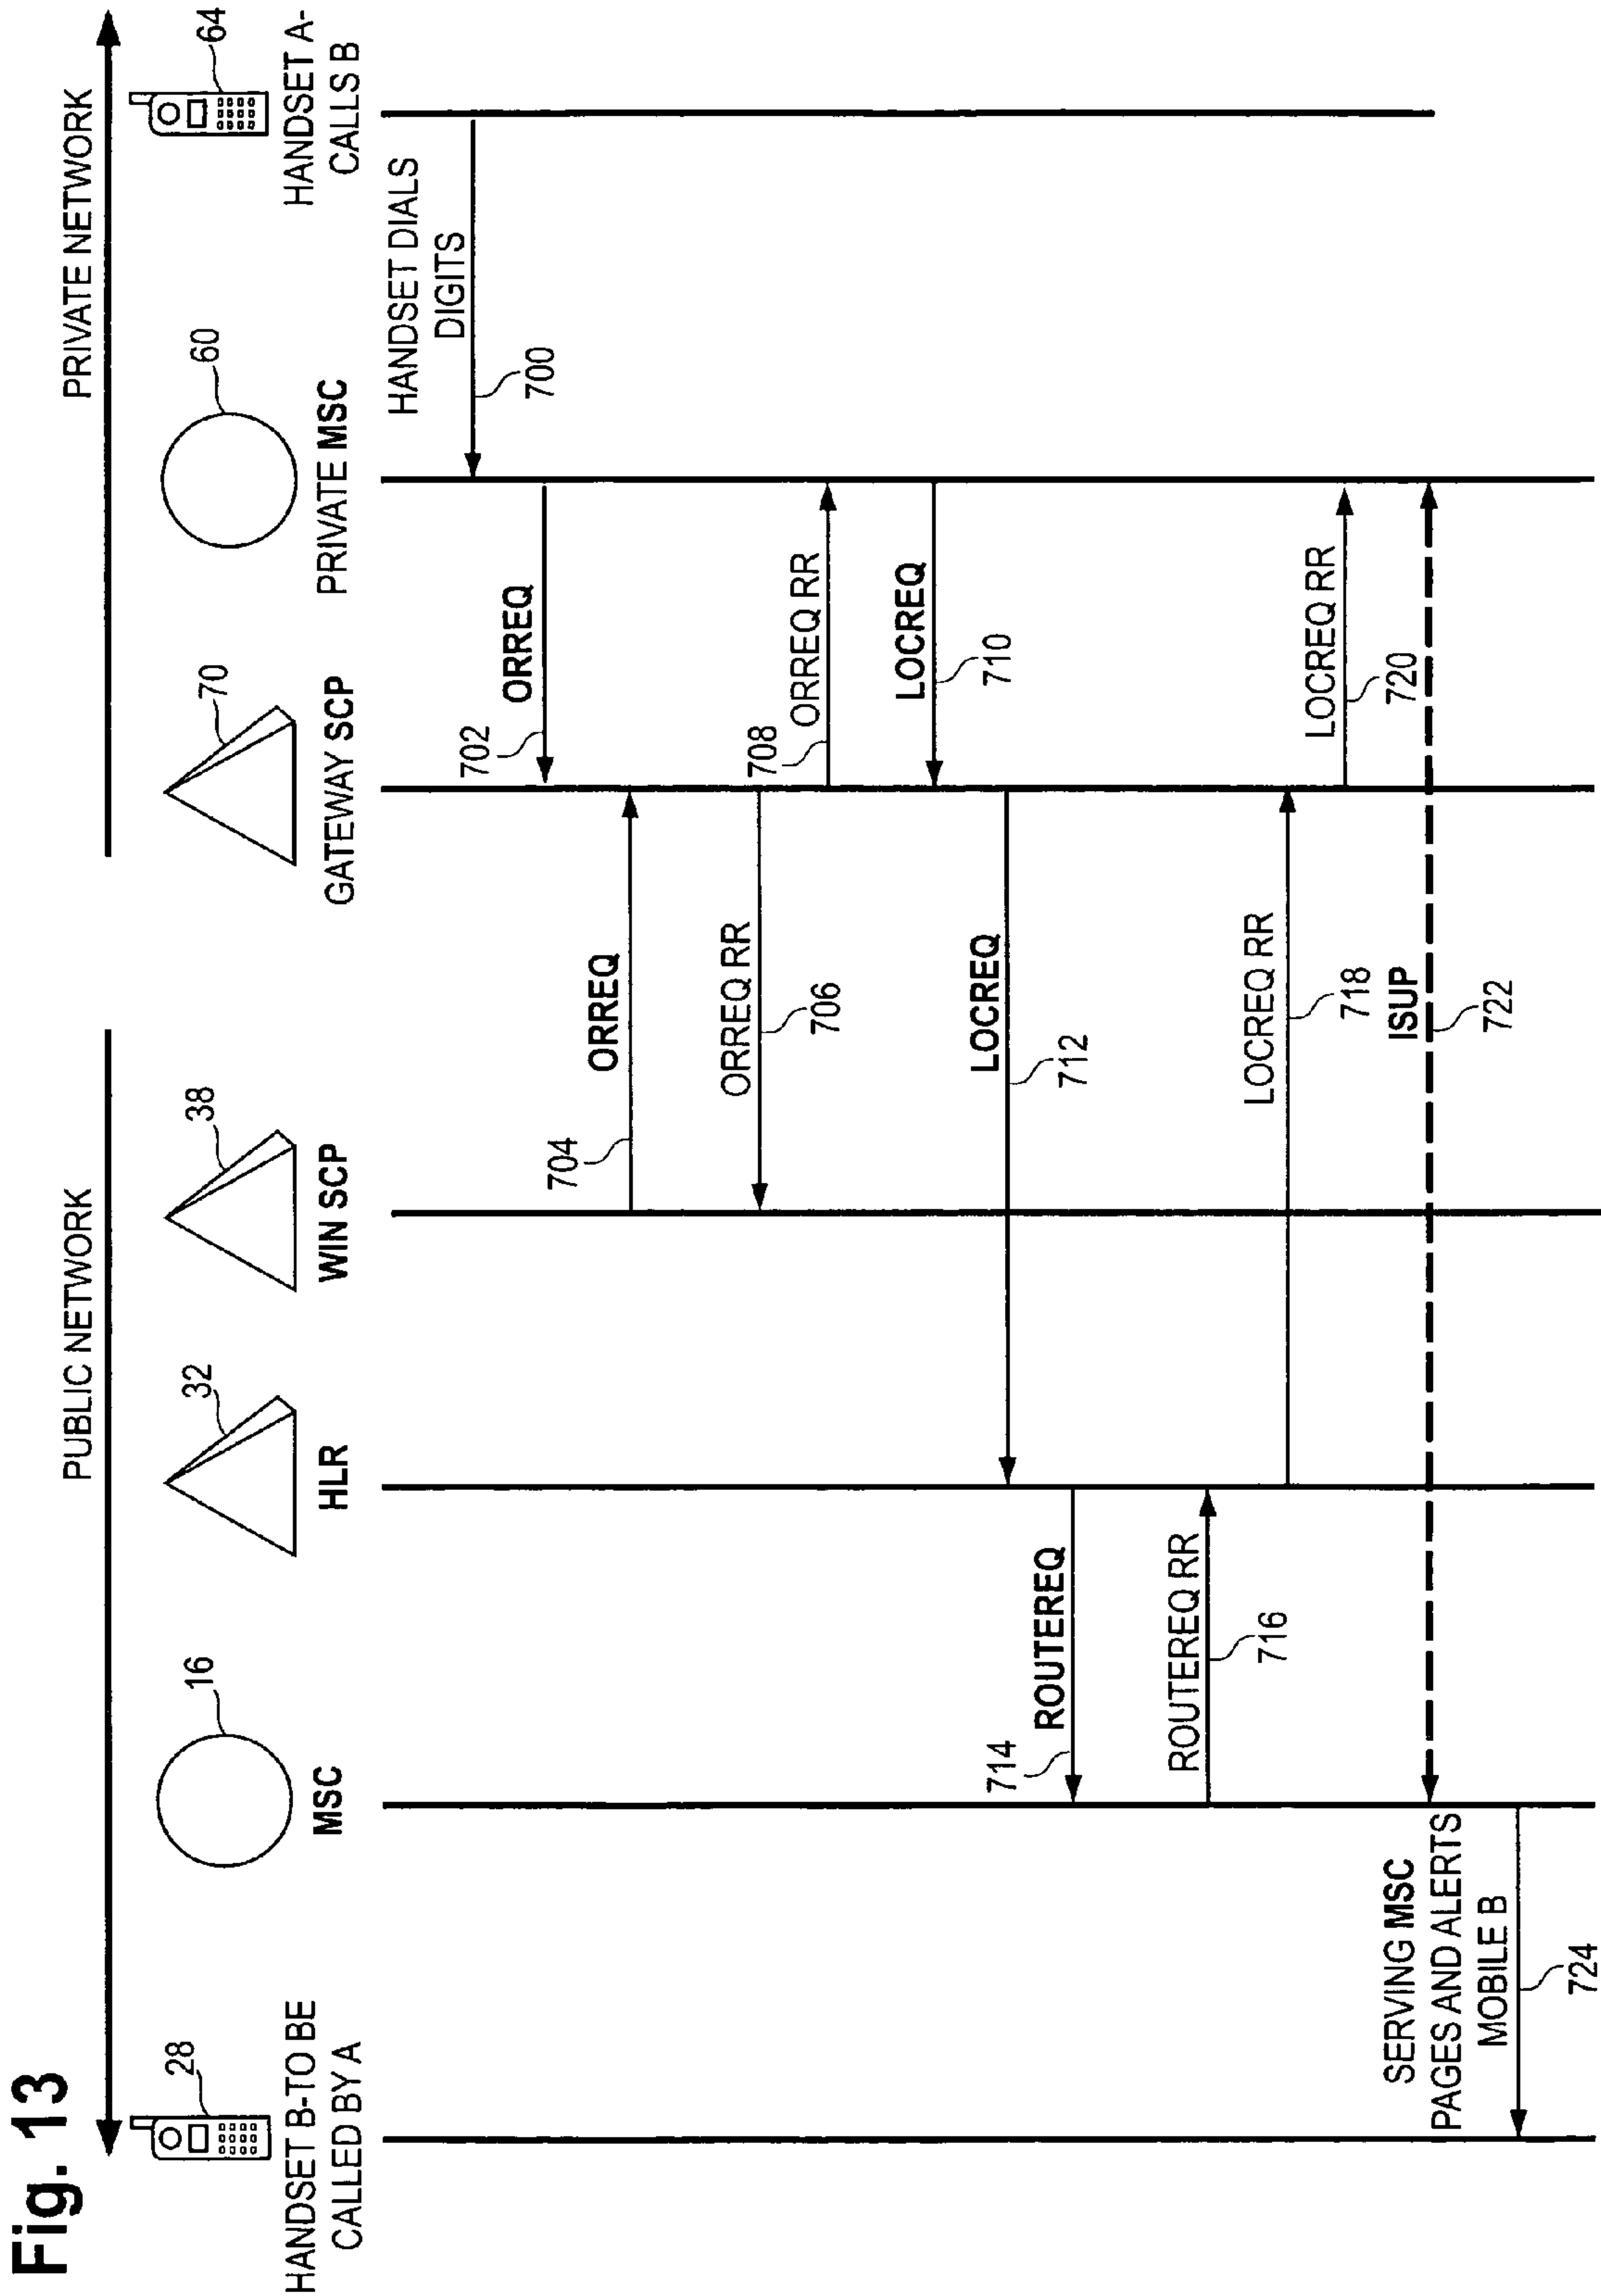 Fig. 13
PUBLIC NETWORK
PRIVATE NETWORK
28
16
32
38
70
60
64
HANDSET B-TO BE
CALLED BY A
MSC
HLR
WIN SCP
GATEWAY SCP
PRIVATE MSC
HANDSET A-
CALLS B
HANDSET DIALS
DIGITS
700
ORREQ
702
ORREQ
704
ORREQ RR
706
ORREQ RR
708
LOCREQ
710
LOCREQ
712
ROUTEREQ
714
ROUTEREQ RR
716
LOCREQ RR
718
LOCREQ RR
720
ISUP
722
SERVING MSC
PAGES AND ALERTS
MOBILE B
724